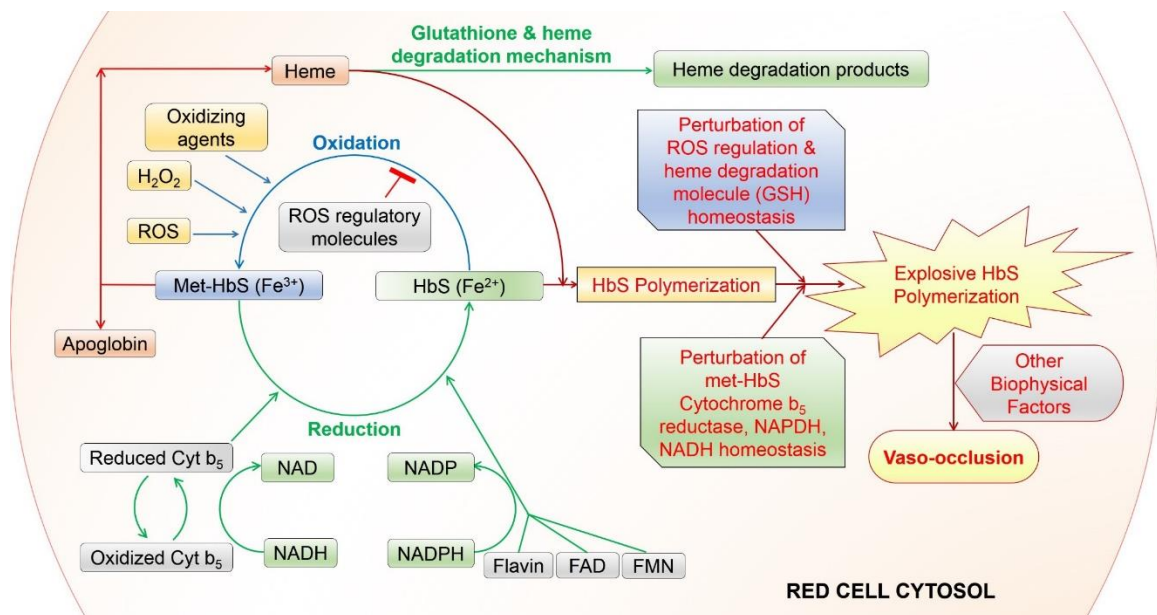 Glutathione & heme
degradation mechanism
Heme
Heme degradation products
Oxidizing
agents
Oxidation
H₂O₂
ROS
ROS regulatory
molecules
Perturbation of
ROS regulation &
heme degradation
molecule (GSH)
homeostasis
Met-HbS (Fe³⁺)
HbS (Fe²⁺)
HbS Polymerization
Explosive HbS
Polymerization
Apoglobin
Perturbation of
met-HbS
Cytochrome b₅
reductase, NAPDH,
NADH homeostasis
Other
Biophysical
Factors
Reduction
Reduced Cyt b₅
NAD
NADP
Vaso-occlusion
Oxidized Cyt b₅
NADH
NADPH
Flavin
FAD
FMN
RED CELL CYTOSOL